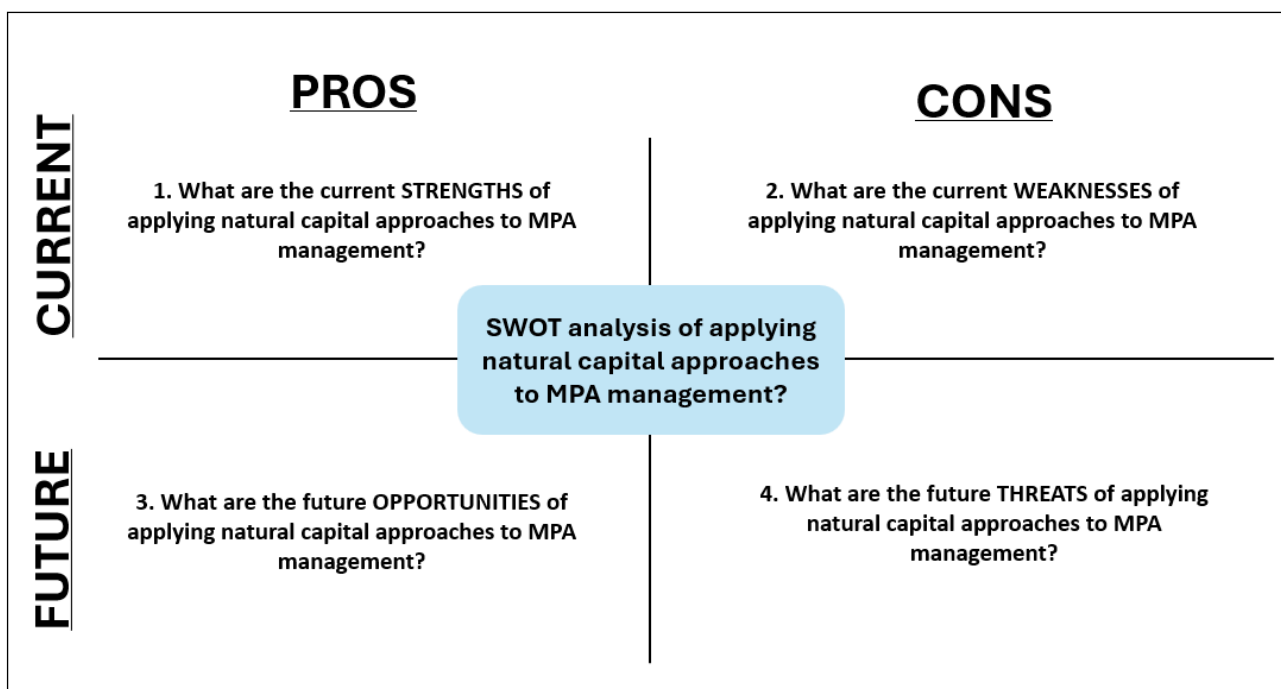 PROS
CONS
CURRENT
1. What are the current STRENGTHS of
applying natural capital approaches to MPA
management?
2. What are the current WEAKNESSES of
applying natural capital approaches to MPA
management?
SWOT analysis of applying
natural capital approaches
to MPA management?
FUTURE
3. What are the future OPPORTUNITIES of
applying natural capital approaches to MPA
management?
4. What are the future THREATS of applying
natural capital approaches to MPA
management?